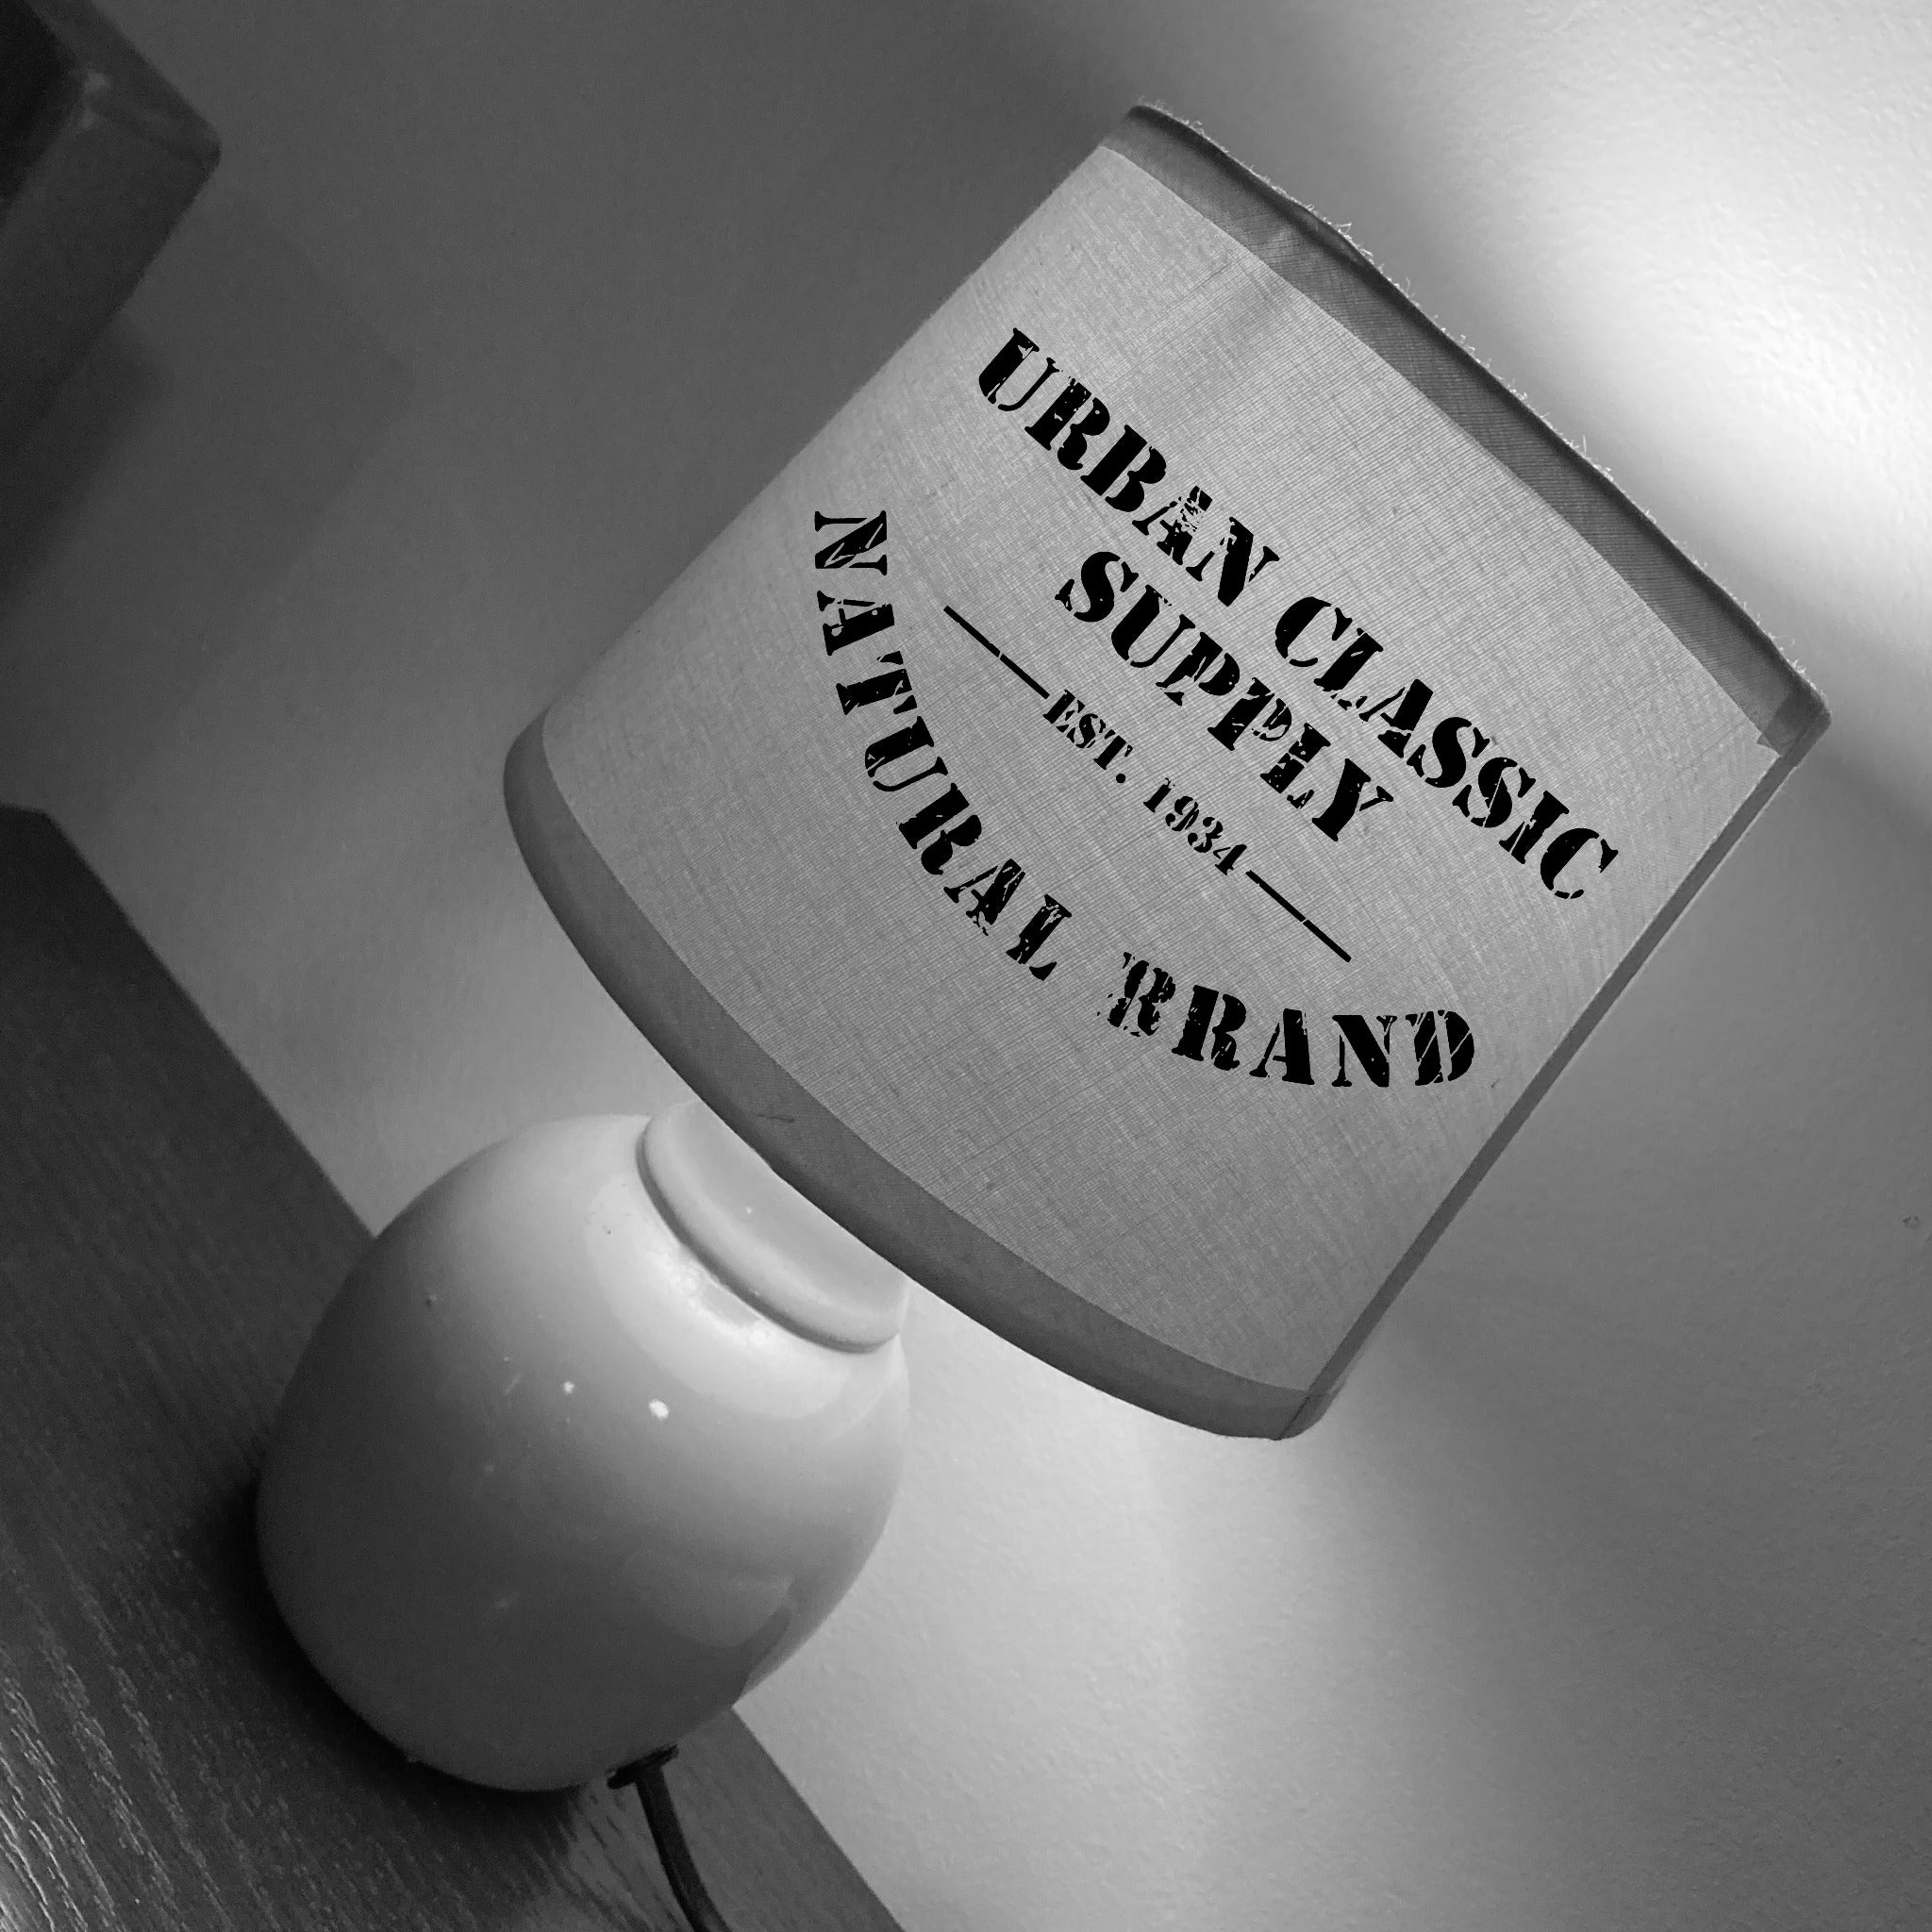 URBAN CLASSIC
SUPPLY
EST. 1934
NATURAL BRAND